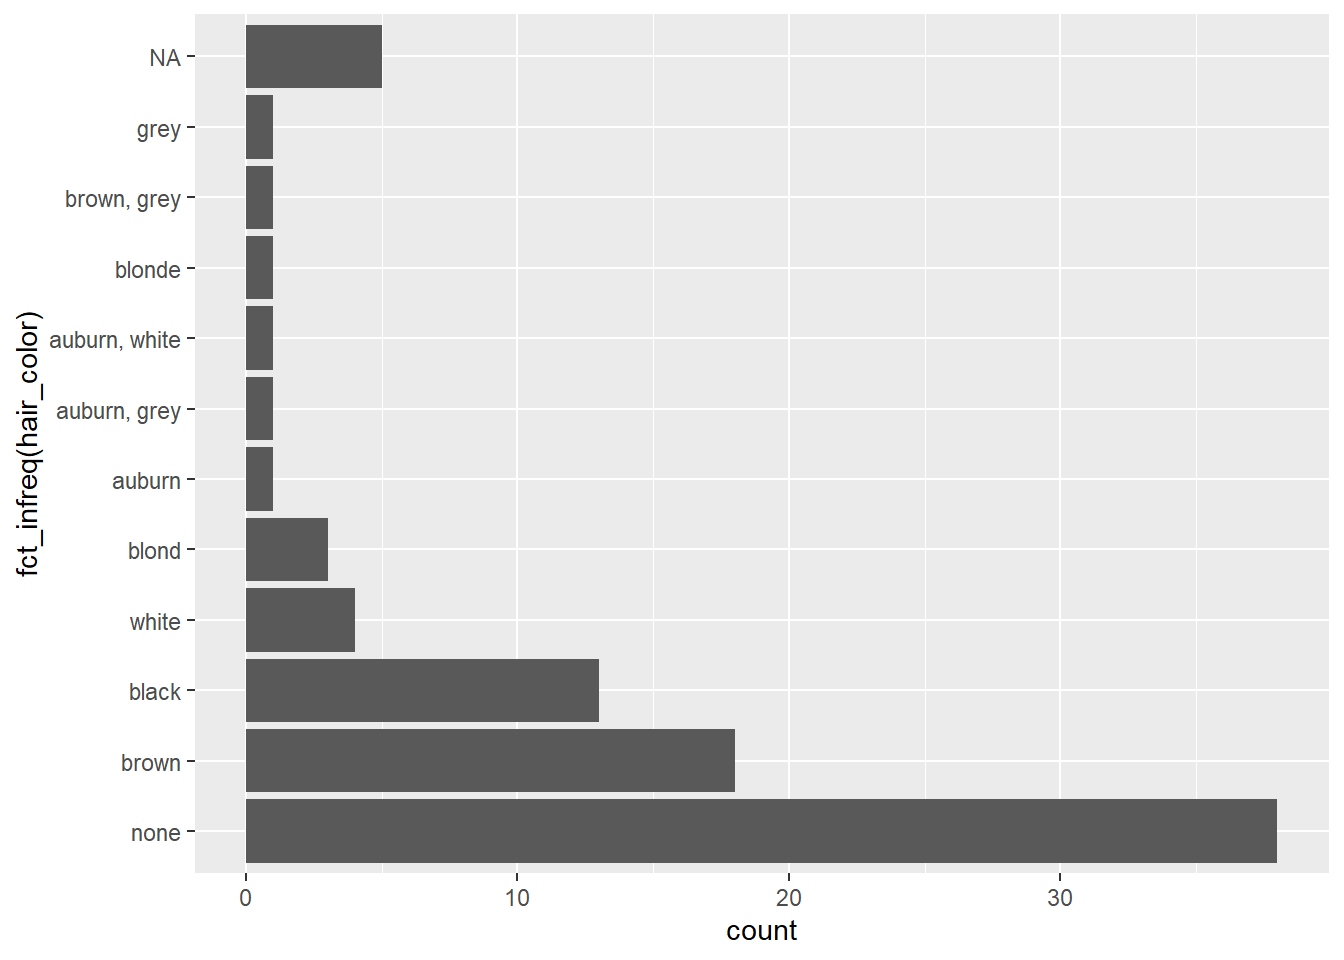 NA
grey
brown, grey
blonde
auburn, white
auburn, grey
auburn
blond
white
black
brown
none
fct_infreq(hair_color)
0 10 20 30
count